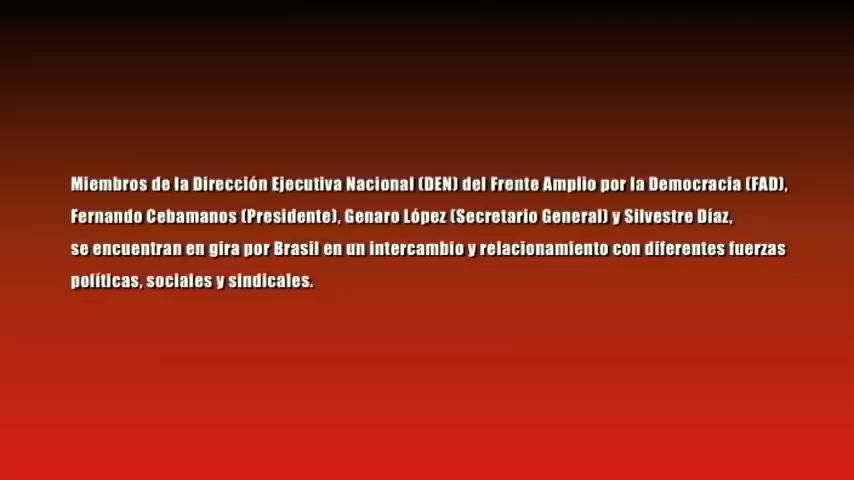 Miembros de la Dirección Ejecutiva Nacional (DEN) del Frente Amplio por la Democracia (FAD),
Fernando Cebamanos (Presidente), Genaro López (Secretario General) y Silvestre Díaz,
se encuentran en gira por Brasil en un intercambio y relacionamiento con diferentes fuerzas
políticas, sociales y sindicales.